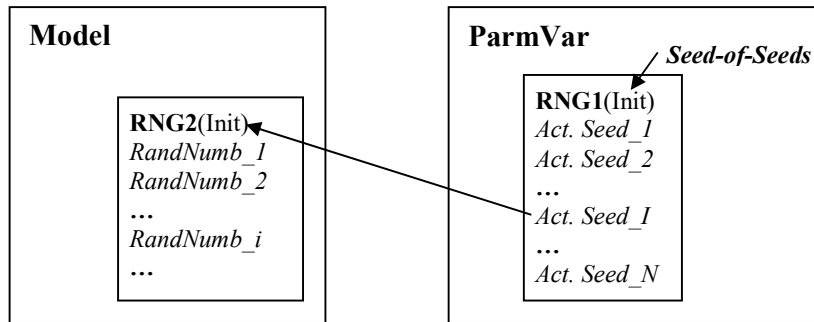 Model
RNG2(Init)
RandNumb_1
RandNumb_2
...
RandNumb_i
...
ParmVar
Seed-of-Seeds
RNG1(Init)
Act. Seed_1
Act. Seed_2
...
Act. Seed_I
...
Act. Seed_N